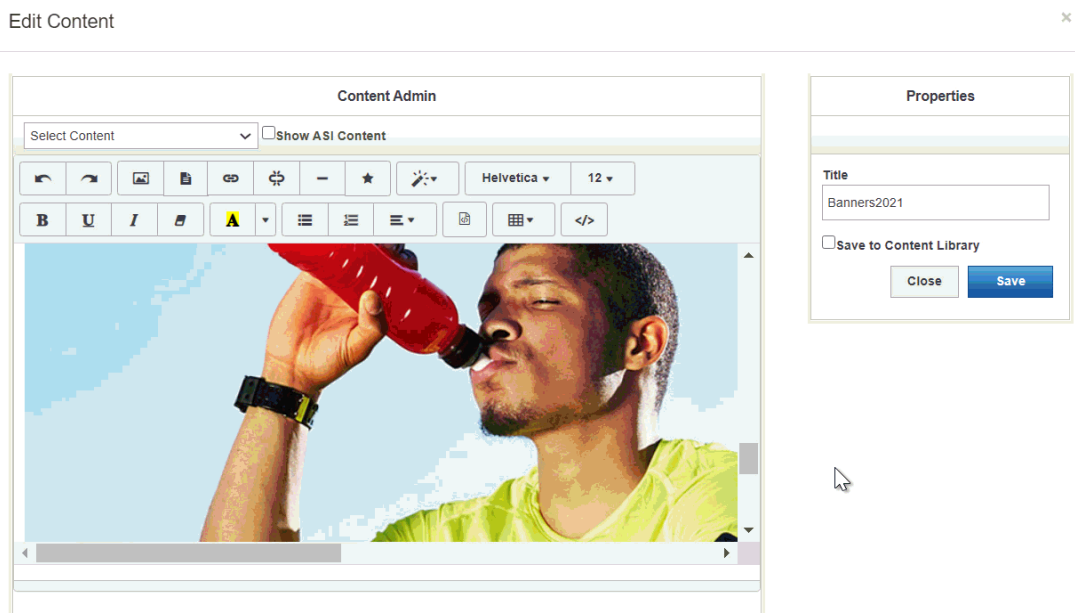 Edit Content
×
Content Admin
Select Content
Show ASI Content
Helvetica
12
B U I A
</>
Properties
Title
Banners2021
Save to Content Library
Close
Save